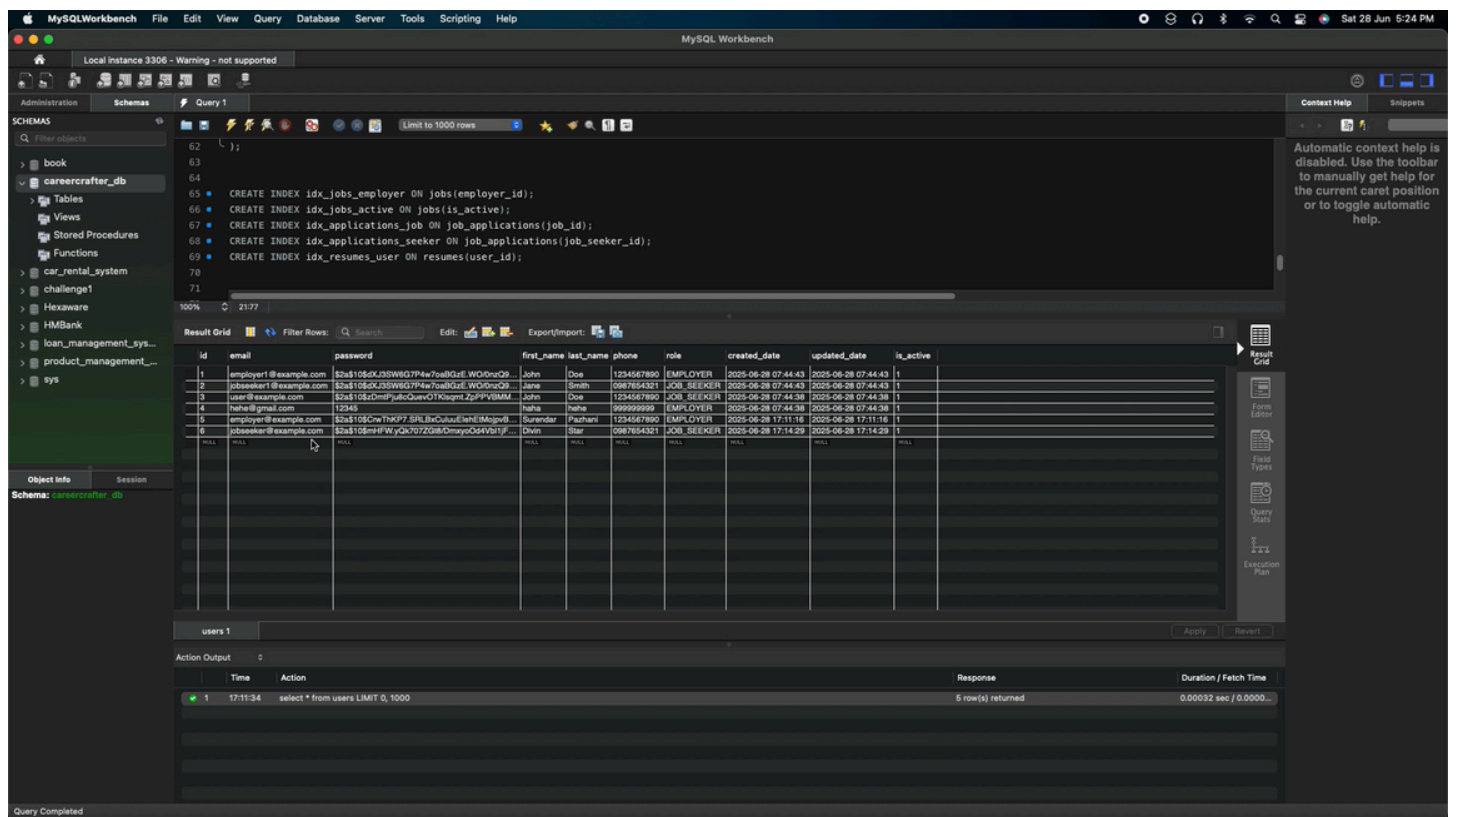 MySQLWorkbench File Edit View Query Database Server Tools Scripting Help Sat 28 Jun 5:24 PM
MySQL Workbench
Local instance 3306 - Warning - not supported
Administration Schemas Query 1 Context Help Snippets
SCHEMAS
Filter objects
Limit to 1000 rows
book
careercrafter_db
Tables
Views
Stored Procedures
Functions
car_rental_system
challenge1
Hexaware
HMBank
loan_management_sys...
product_management_...
sys
Object Info Session
Schema: careercrafter_db
62 );
63
64
65 CREATE INDEX idx_jobs_employer ON jobs(employer_id);
66 CREATE INDEX idx_jobs_active ON jobs(is_active);
67 CREATE INDEX idx_applications_job ON job_applications(job_id);
68 CREATE INDEX idx_applications_seeker ON job_applications(job_seeker_id);
69 CREATE INDEX idx_resumes_user ON resumes(user_id);
70
71
100% 21:77
Result Grid Filter Rows: Search Edit: Export/Import:
id email password first_name last_name phone role created_date updated_date is_active
1 employer1@example.com John Doe 1234567890 EMPLOYER 2025-06-28 07:44:43 2025-06-28 07:44:43 1
2 jobseeker1@example.com Jane Smith 0987654321 JOB_SEEKER 2025-06-28 07:44:43 2025-06-28 07:44:43 1
3 user@example.com John Doe 1234567890 JOB_SEEKER 2025-06-28 07:44:38 2025-06-28 07:44:38 1
4 hehe@gmail.com 12345 haha hehe 999999999 EMPLOYER 2025-06-28 07:44:38 2025-06-28 07:44:38 1
5 employer@example.com Surendar Pazhani 1234567890 EMPLOYER 2025-06-28 17:11:16 2025-06-28 17:11:16 1
6 jobseeker@example.com Divin Star 0987654321 JOB_SEEKER 2025-06-28 17:14:29 2025-06-28 17:14:29 1
NULL NULL NULL NULL NULL NULL NULL NULL NULL NULL
Result
Grid
Form
Editor
Field
Types
Query
Stats
Execution
Plan
Automatic context help is
disabled. Use the toolbar
to manually get help for
the current caret position
or to toggle automatic
help.
users 1 Apply Revert
Action Output
Time Action Response Duration / Fetch Time
1 17:11:34 select * from users LIMIT 0, 1000 5 row(s) returned 0.00032 sec / 0.0000...
Query Completed